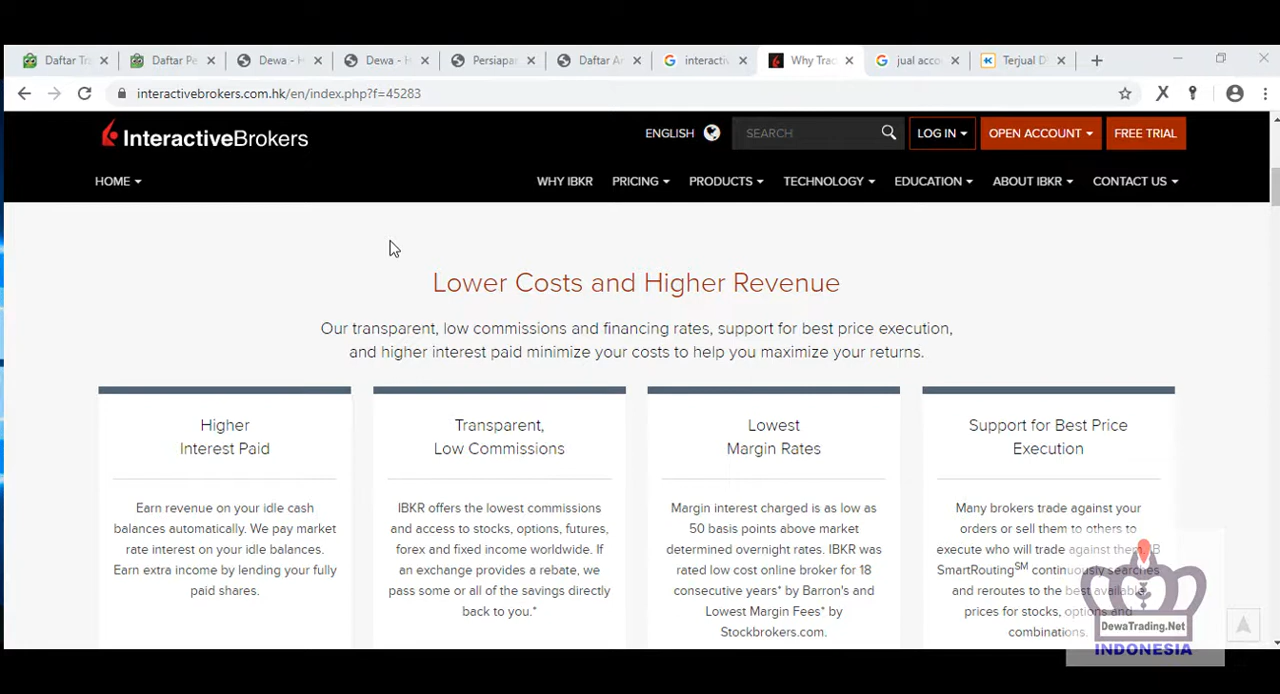 Daftar Tr
Daftar Pe
Dewa - H
Dewa - H
Persiapa
Daftar Ar
interacti
Why Trad
jual acco
Terjual D
interactivebrokers.com.hk/en/index.php?f=45283
InteractiveBrokers
ENGLISH
SEARCH
LOG IN
OPEN ACCOUNT
FREE TRIAL
HOME
WHY IBKR
PRICING
PRODUCTS
TECHNOLOGY
EDUCATION
ABOUT IBKR
CONTACT US
Lower Costs and Higher Revenue
Our transparent, low commissions and financing rates, support for best price execution,
and higher interest paid minimize your costs to help you maximize your returns.
Higher
Interest Paid
Earn revenue on your idle cash
balances automatically. We pay market
rate interest on your idle balances.
Earn extra income by lending your fully
paid shares.
Transparent,
Low Commissions
IBKR offers the lowest commissions
and access to stocks, options, futures,
forex and fixed income worldwide. If
an exchange provides a rebate, we
pass some or all of the savings directly
back to you.*
Lowest
Margin Rates
Margin interest charged is as low as
50 basis points above market
determined overnight rates. IBKR was
rated low cost online broker for 18
consecutive years* by Barron's and
Lowest Margin Fees* by
Stockbrokers.com.
Support for Best Price
Execution
Many brokers trade against your
orders or sell them to others to
execute who will trade against them. IB
SmartRouting℠ continuously searches
and reroutes to the best available
prices for stocks, options and
combinations.
DewaTrading.Net
INDONESIA